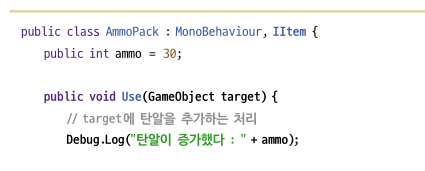 public class AmmoPack : MonoBehaviour, IItem {
public int ammo = 30;
public void Use(GameObject target) {
// target에 탄알을 추가하는 처리
Debug.Log("탄알이 증가했다 : " + ammo);